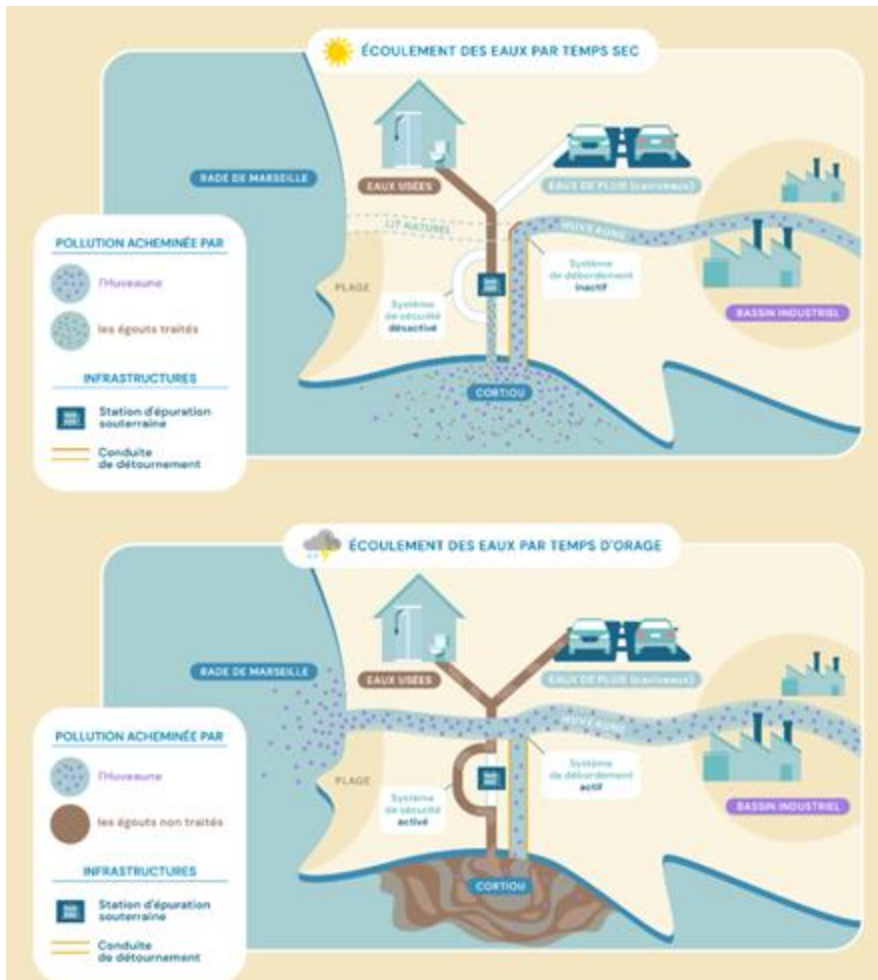 ÉCOULEMENT DES EAUX PAR TEMPS SEC
RADE DE MARSEILLE
EAUX USÉES
EAUX DE PLUIE (caniveaux)
LIT NATUREL
HUVEAUNE
POLLUTION ACHEMINÉE PAR
l'Huveaune
les égouts traités
INFRASTRUCTURES
Station d'épuration
souterraine
Conduite
de détournement
PLAGE
Système
de sécurité
désactivé
Système
de débordement
inactif
BASSIN INDUSTRIEL
CORTIOU
ÉCOULEMENT DES EAUX PAR TEMPS D'ORAGE
RADE DE MARSEILLE
EAUX USÉES
EAUX DE PLUIE (caniveaux)
HUVEAUNE
POLLUTION ACHEMINÉE PAR
l'Huveaune
les égouts non traités
INFRASTRUCTURES
Station d'épuration
souterraine
Conduite
de détournement
PLAGE
Système
de sécurité
activé
Système
de débordement
actif
BASSIN INDUSTRIEL
CORTIOU